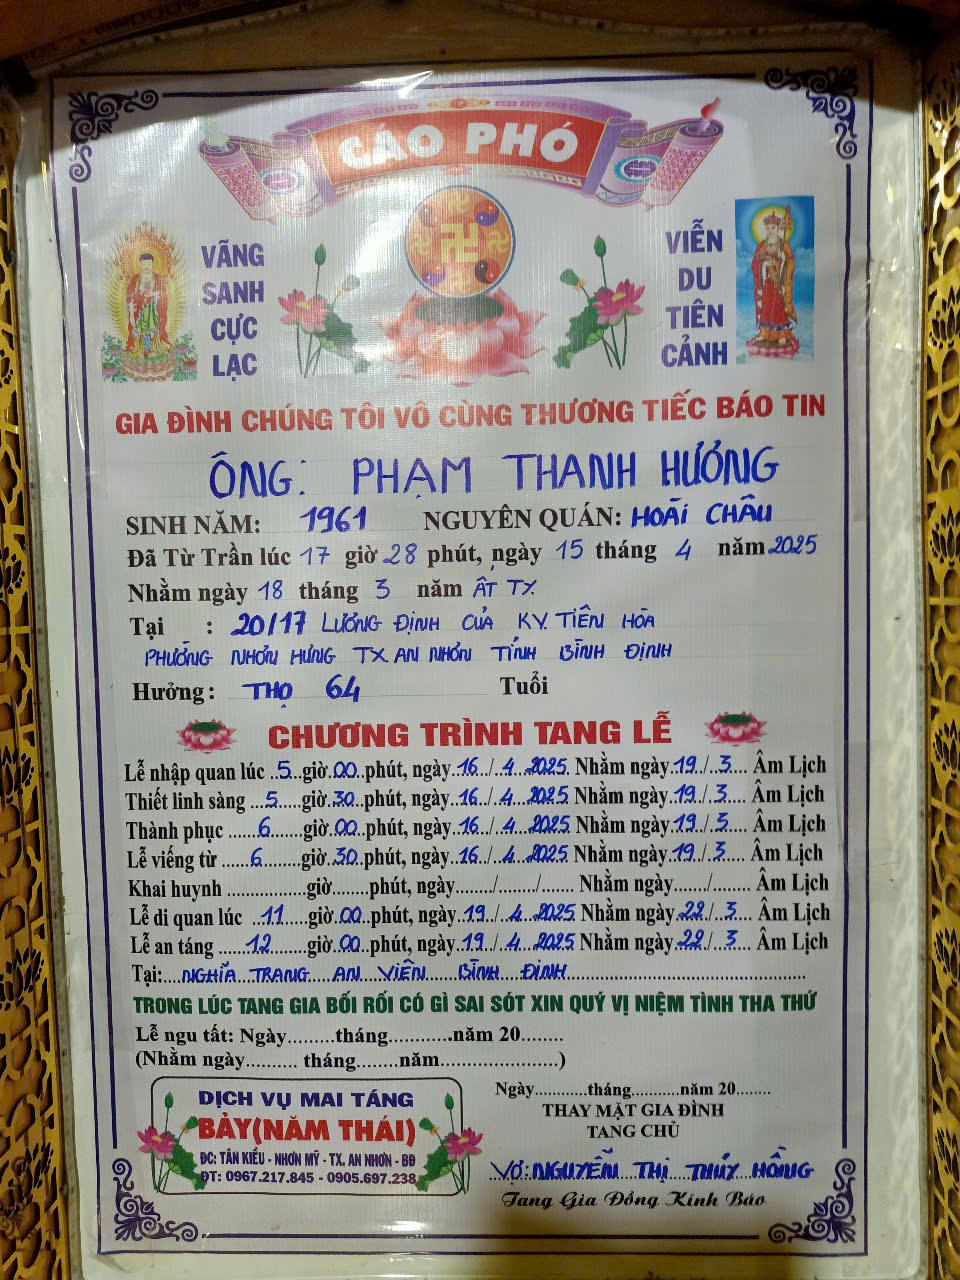 CÁO PHÓ
VÃNG
SANH
CỰC
LẠC
VIỄN
DU
TIÊN
CẢNH
GIA ĐÌNH CHÚNG TÔI VÔ CÙNG THƯƠNG TIẾC BÁO TIN
ÔNG: PHẠM THANH HƯỞNG
SINH NĂM: 1961 NGUYÊN QUÁN: HOÀI CHÂU
Đã Từ Trần lúc 17 giờ 28 phút, ngày 15 tháng 4 năm 2025
Nhằm ngày 18 tháng 3 năm ẤT TỴ
Tại : 20/17 LƯƠNG ĐỊNH CỦA KV. TIÊN HÒA
PHƯỜNG NHƠN HƯNG TX. AN NHƠN TỈNH BÌNH ĐỊNH
Hưởng: THỌ 64 Tuổi
CHƯƠNG TRÌNH TANG LỄ
Lễ nhập quan lúc ..5...giờ.00...phút, ngày..16../..4...2025. Nhằm ngày.19../..3.... Âm Lịch
Thiết linh sàng ...5......giờ.30...phút, ngày..16../..4...2025 Nhằm ngày.19../..3.... Âm Lịch
Thành phục ......6.......giờ.00...phút, ngày..16../..4...2025 Nhằm ngày.19../..3.... Âm Lịch
Lễ viếng từ .....6........giờ.30...phút, ngày..16../..4...2025 Nhằm ngày.19../..3.... Âm Lịch
Khai huynh ................giờ.......phút, ngày......../......../...... Nhằm ngày......./........ Âm Lịch
Lễ di quan lúc ..11.....giờ.00...phút, ngày..19../..4...2025 Nhằm ngày..22../..3... Âm Lịch
Lễ an táng .....12.......giờ..00...phút, ngày..19../..4...2025 Nhằm ngày..22../..3... Âm Lịch
Tại:....NGHĨA TRANG AN VIÊN BÌNH ĐỊNH................................
TRONG LÚC TANG GIA BỐI RỐI CÓ GÌ SAI SÓT XIN QUÝ VỊ NIỆM TÌNH THA THỨ
Lễ ngu tất: Ngày.........tháng............năm 20........
(Nhằm ngày.......... tháng..........năm.....................)
DỊCH VỤ MAI TÁNG
BẢY(NĂM THÁI)
ĐC: TÂN KIỀU - NHƠN MỸ - TX. AN NHƠN - BĐ
ĐT: 0967.217.845 - 0905.697.238
Ngày............tháng..........năm 20........
THAY MẶT GIA ĐÌNH
TANG CHỦ
VỢ: NGUYỄN THỊ THÚY HỒNG
Tang Gia Đồng Kính Báo